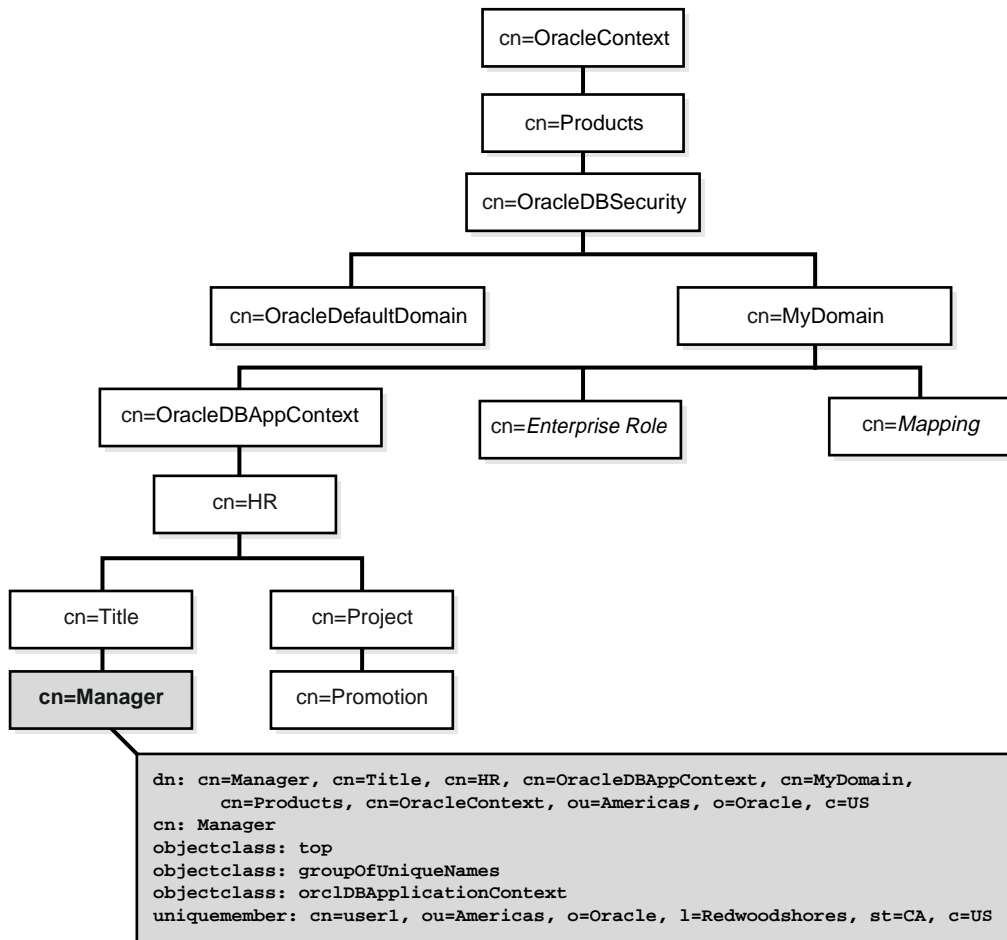 cn=OracleContext
cn=Products
cn=OracleDBSecurity
cn=OracleDefaultDomain
cn=MyDomain
cn=OracleDBAppContext
cn=Enterprise Role
cn=Mapping
cn=HR
cn=Title
cn=Project
cn=Manager
cn=Promotion
dn: cn=Manager, cn=Title, cn=HR, cn=OracleDBAppContext, cn=MyDomain,
cn=Products, cn=OracleContext, ou=Americas, o=Oracle, c=US
cn: Manager
objectclass: top
objectclass: groupOfUniqueNames
objectclass: orclDBApplicationContext
uniquemember: cn=user1, ou=Americas, o=Oracle, l=Redwoodshores, st=CA, c=US